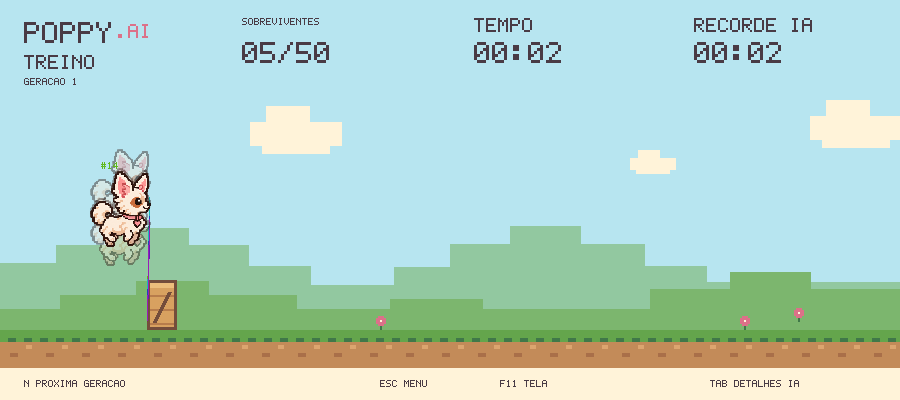 POPPY.AI
TREINO
GERACAO 1
SOBREVIVENTES
05/50
TEMPO
00:02
RECORDE IA
00:02
N PROXIMA GERACAO
ESC MENU
F11 TELA
TAB DETALHES IA